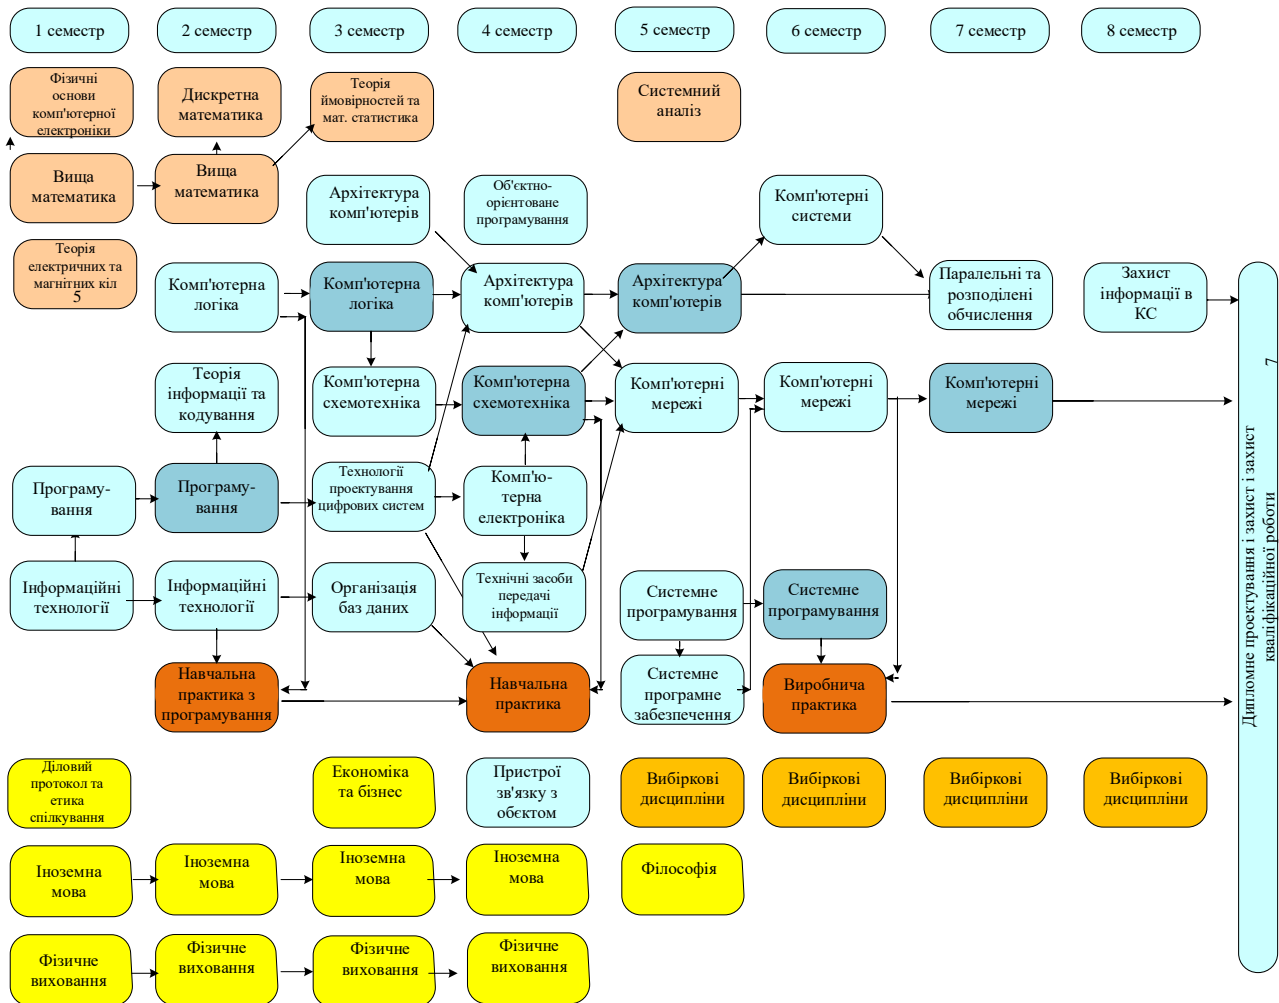 1 семестр
2 семестр
3 семестр
4 семестр
5 семестр
6 семестр
7 семестр
8 семестр
Фізичні
основи
комп'ютерної
електроніки
Дискретна
математика
Теорія
ймовірностей та
мат. статистика
Системний
аналіз
Вища
математика
Вища
математика
Архітектура
комп'ютерів
Об'єктно-
орієнтоване
програмування
Комп'ютерні
системи
Теорія
електричних та
магнітних кіл
5
Комп'ютерна
логіка
Комп'ютерна
логіка
Архітектура
комп'ютерів
Архітектура
комп'ютерів
Паралельні та
розподілені
обчислення
Захист
інформації в
КС
Теорія
інформації та
кодування
Комп'ютерна
схемотехніка
Комп'ютерна
схемотехніка
Комп'ютерні
мережі
Комп'ютерні
мережі
Комп'ютерні
мережі
Програму-
вання
Програму-
вання
Технології
проектування
цифрових систем
Комп'ю-
терна
електроніка
Інформаційні
технології
Інформаційні
технології
Організація
баз даних
Технічні засоби
передачі
інформації
Системне
програмування
Системне
програмування
Навчальна
практика з
програмування
Навчальна
практика
Системне
програмне
забезпечення
Виробнича
практика
Діловий
протокол та
етика
спілкування
Економіка
та бізнес
Пристрої
зв'язку з
обєктом
Вибіркові
дисципліни
Вибіркові
дисципліни
Вибіркові
дисципліни
Вибіркові
дисципліни
Іноземна
мова
Іноземна
мова
Іноземна
мова
Іноземна
мова
Філософія
Фізичне
виховання
Фізичне
виховання
Фізичне
виховання
Фізичне
виховання
Дипломне проектування і захист і захист
кваліфікаційної роботи
7